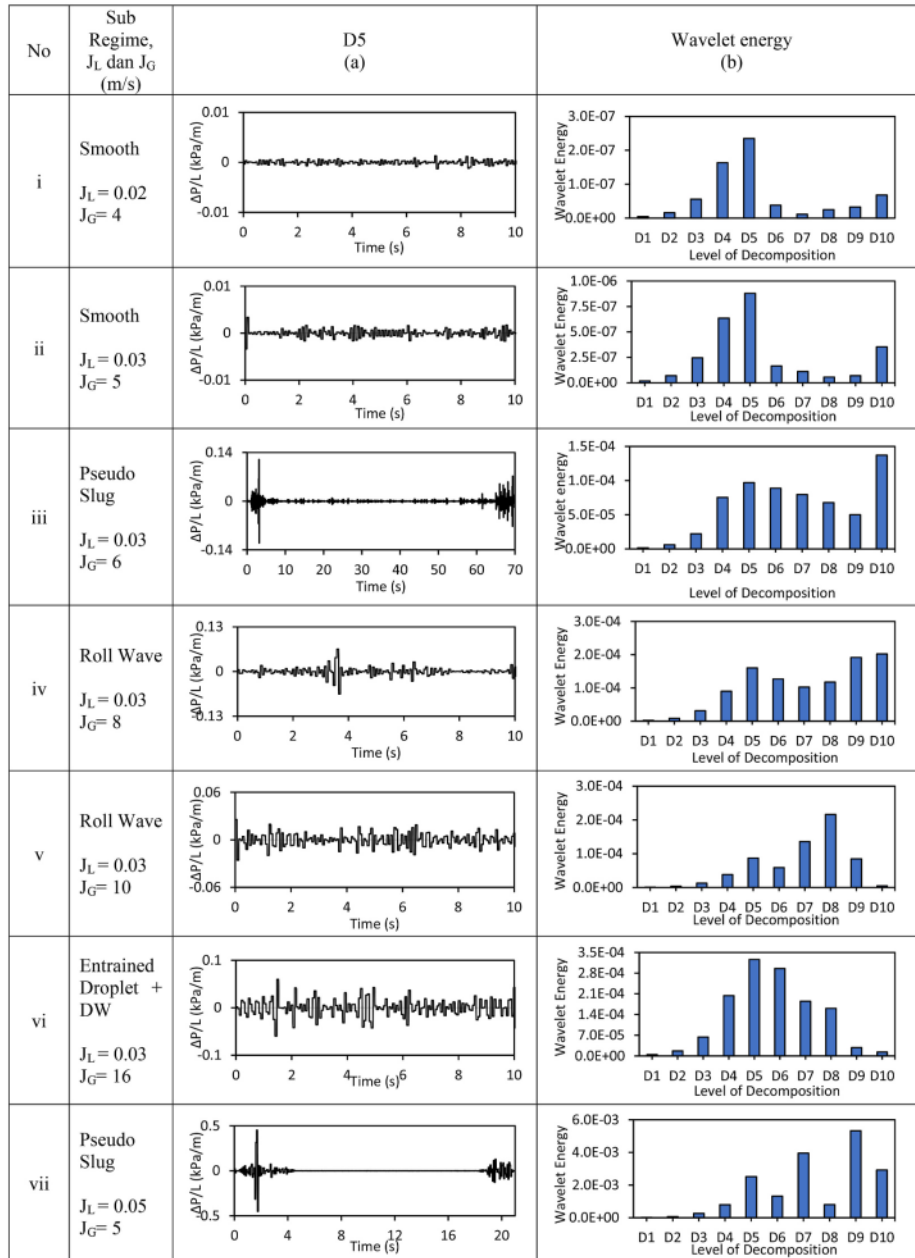 No
Sub
Regime,
J_L dan J_G
(m/s)
D5
(a)
Wavelet energy
(b)
i
Smooth
J_L = 0.02
J_G= 4
ΔP/L (kPa/m)
0.01
0
-0.01
0 2 4 6 8 10
Time (s)
Wavelet Energy
3.0E-07
2.0E-07
1.0E-07
0.0E+00
D1 D2 D3 D4 D5 D6 D7 D8 D9 D10
Level of Decomposition
ii
Smooth
J_L = 0.03
J_G= 5
ΔP/L (kPa/m)
0.01
0
-0.01
0 2 4 6 8 10
Time (s)
Wavelet Energy
1.0E-06
7.5E-07
5.0E-07
2.5E-07
0.0E+00
D1 D2 D3 D4 D5 D6 D7 D8 D9 D10
Level of Decomposition
iii
Pseudo
Slug
J_L = 0.03
J_G= 6
ΔP/L (kPa/m)
0.14
0
-0.14
0 10 20 30 40 50 60 70
Time (s)
Wavelet energy
1.5E-04
1.0E-04
5.0E-05
0.0E+00
D1 D2 D3 D4 D5 D6 D7 D8 D9 D10
Level of Decomposition
iv
Roll Wave
J_L = 0.03
J_G= 8
ΔP/L (kPa/m)
0.13
0
0.13
0 2 4 6 8 10
Time (s)
Wavelet Energy
3.0E-04
2.0E-04
1.0E-04
0.0E+00
D1 D2 D3 D4 D5 D6 D7 D8 D9 D10
Level of Decomposition
v
Roll Wave
J_L = 0.03
J_G= 10
ΔP/L (kPa/m)
0.06
0
-0.06
0 2 4 6 8 10
Time (s)
Wavelet Energy
3.0E-04
2.0E-04
1.0E-04
0.0E+00
D1 D2 D3 D4 D5 D6 D7 D8 D9 D10
Level of Decomposition
vi
Entrained
Droplet +
DW
J_L = 0.03
J_G= 16
ΔP/L (kPa/m)
0.1
0
-0.1
0 2 4 6 8 10
Time (s)
Wavelet Energy
3.5E-04
2.8E-04
2.1E-04
1.4E-04
7.0E-05
0.0E+00
D1 D2 D3 D4 D5 D6 D7 D8 D9 D10
Level of Decomposition
vii
Pseudo
Slug
J_L = 0.05
J_G= 5
ΔP/L (kPa/m)
0.5
0
0.5
0 4 8 12 16 20
Time (s)
Wavelet Energy
9.0E-03
6.0E-03
3.0E-03
0.0E+00
D1 D2 D3 D4 D5 D6 D7 D8 D9 D10
Level of Decomposition